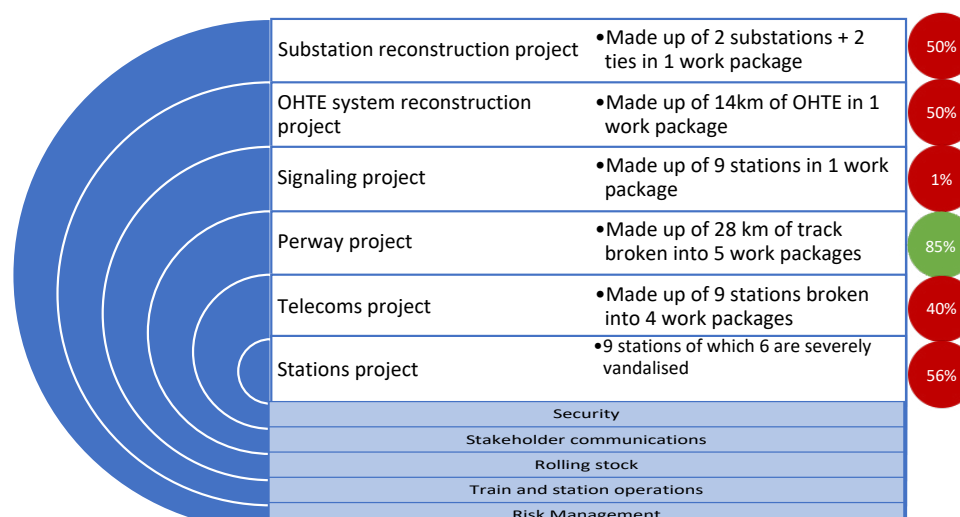 Substation reconstruction project
•Made up of 2 substations + 2
ties in 1 work package
50%
OHTE system reconstruction
project
•Made up of 14km of OHTE in 1
work package
50%
Signaling project
•Made up of 9 stations in 1 work
package
1%
Perway project
•Made up of 28 km of track
broken into 5 work packages
85%
Telecoms project
•Made up of 9 stations broken
into 4 work packages
40%
Stations project
•9 stations of which 6 are severely
vandalised
56%
Security
Stakeholder communications
Rolling stock
Train and station operations
Risk Management